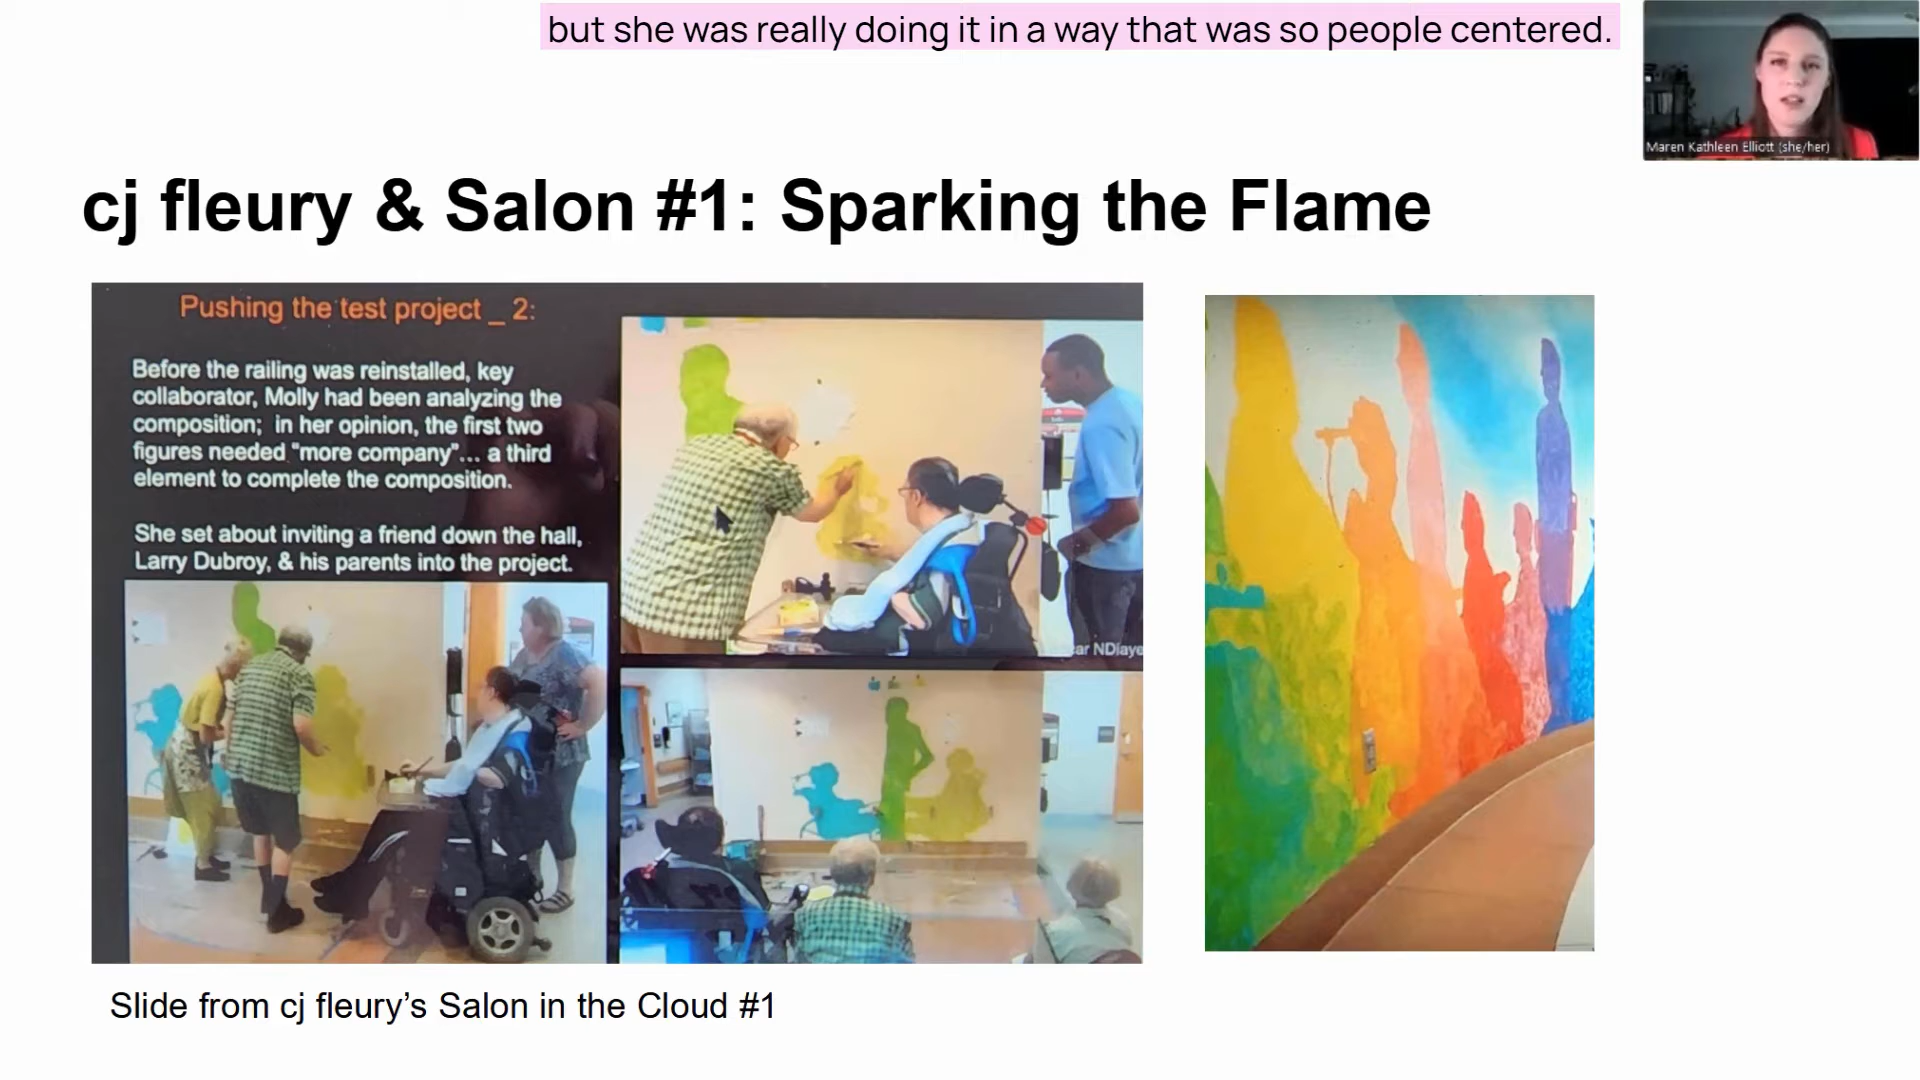 but she was really doing it in a way that was so people centered.
Maren Kathleen Elliott (she/her)
cj fleury & Salon #1: Sparking the Flame
Pushing the test project _ 2:
Before the railing was reinstalled, key
collaborator, Molly had been analyzing the
composition; in her opinion, the first two
figures needed "more company"... a third
element to complete the composition.
She set about inviting a friend down the hall,
Larry Dubroy, & his parents into the project.
ar NDiaye
Slide from cj fleury’s Salon in the Cloud #1